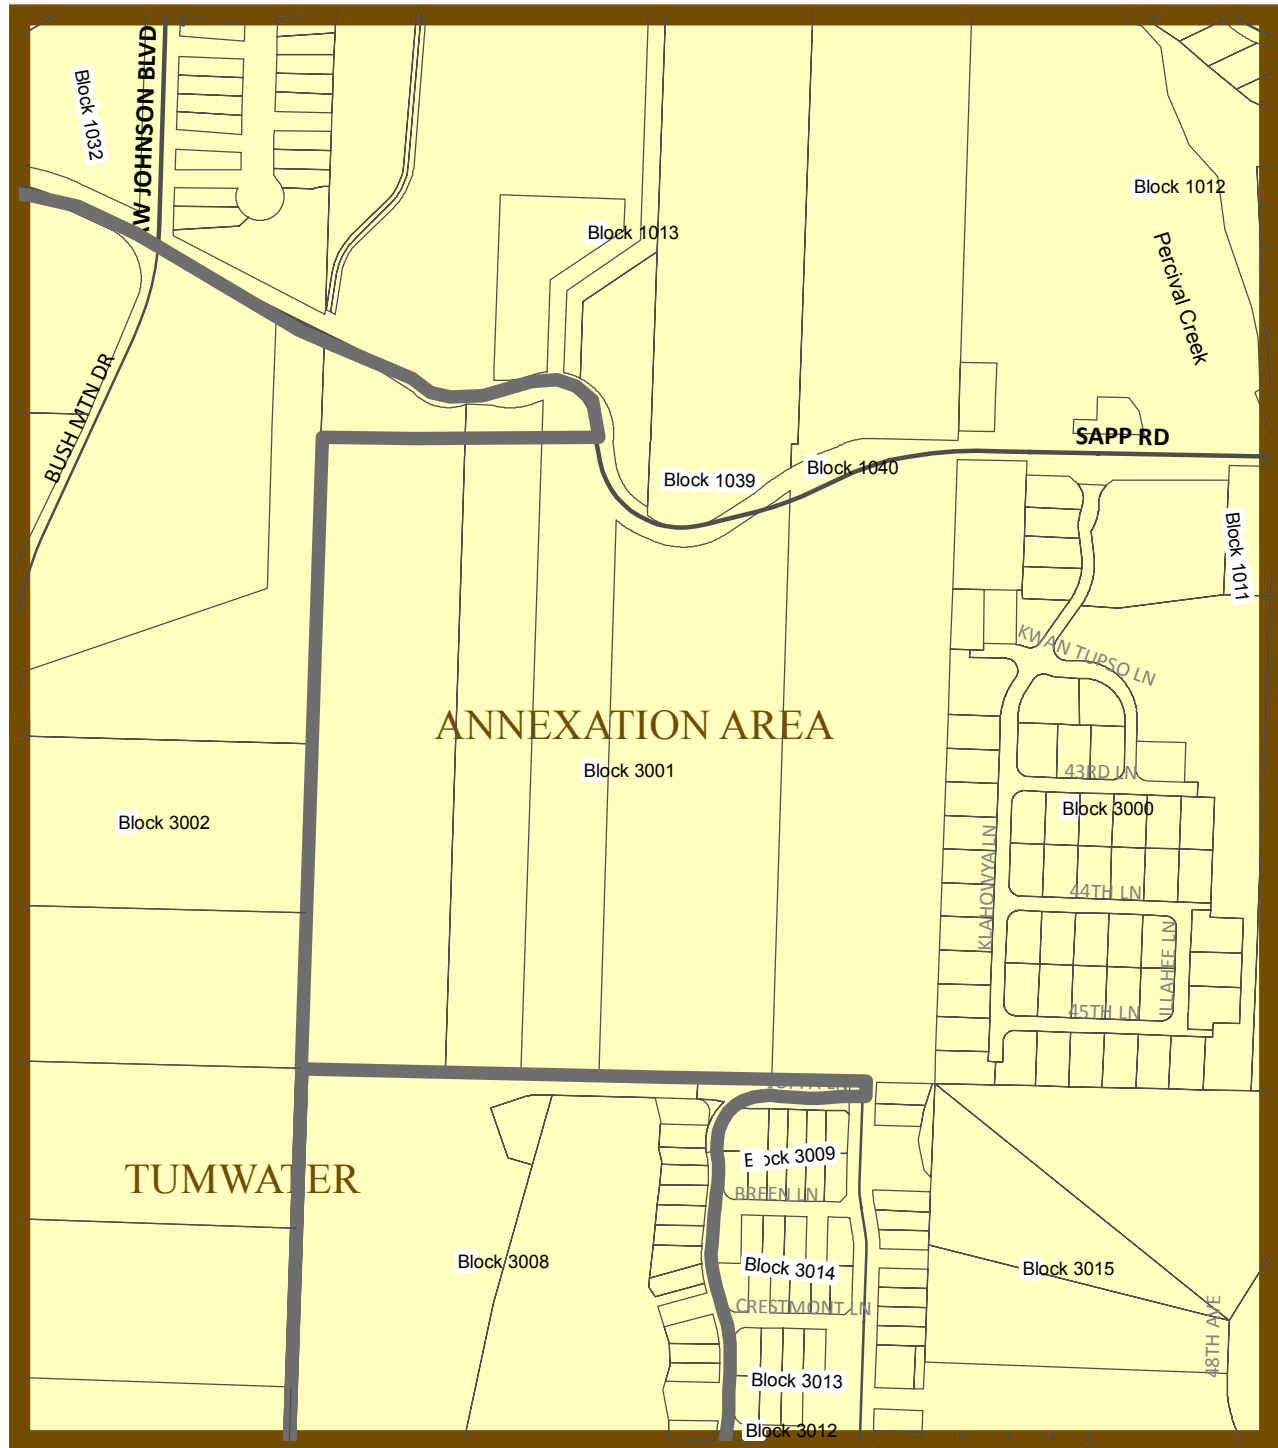 Block 1032
W JOHNSON BLVD
Block 1012
Block 1013
Percival Creek
BUSH MTN DR
SAPP RD
Block 1040
Block 1039
Block 1011
KWAN TUPSO LN
ANNEXATION AREA
Block 3001
43RD LN
Block 3000
Block 3002
KLAHOWYA LN
44TH LN
ILLAHEE LN
45TH LN
Block 3009
TUMWATER
BREEN LN
Block 3008
Block 3014
Block 3015
CRESTMONT LN
48TH AVE
Block 3013
Block 3012